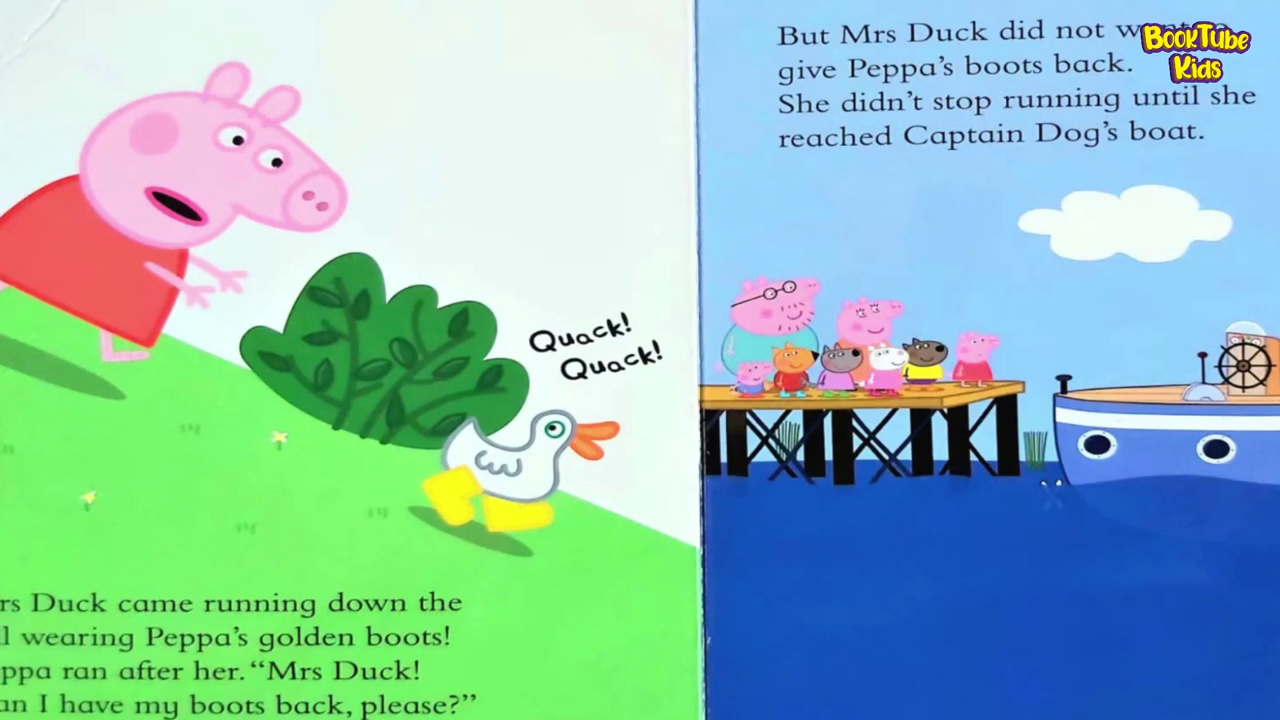 Quack!
Quack!
rs Duck came running down the
l wearing Peppa's golden boots!
ppa ran after her. "Mrs Duck!
an I have my boots back, please?"
But Mrs Duck did not
give Peppa's boots back.
She didn't stop running until she
reached Captain Dog's boat.
BookTube
Kids